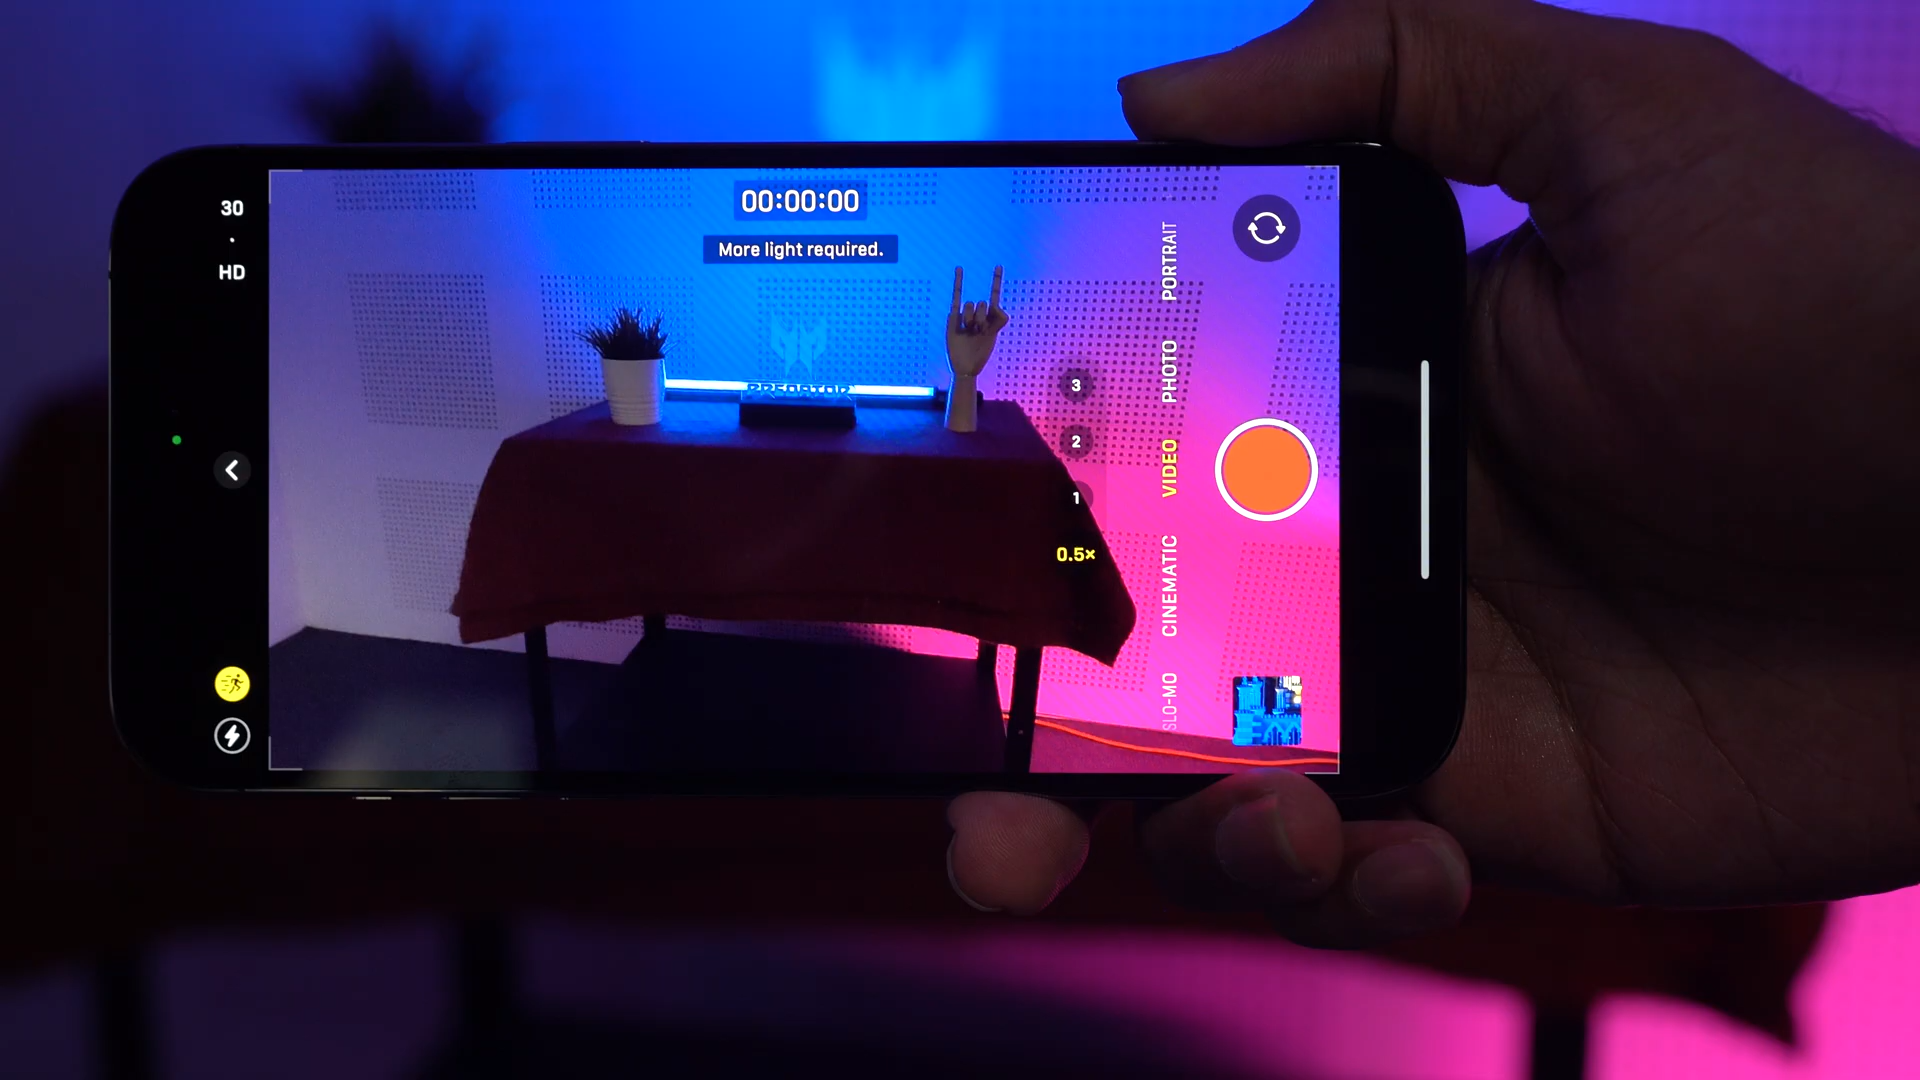 30
HD
00:00:00
More light required.
PREDATOR
3
2
1
0.5×
PORTRAIT
PHOTO
VIDEO
CINEMATIC
SLO-MO